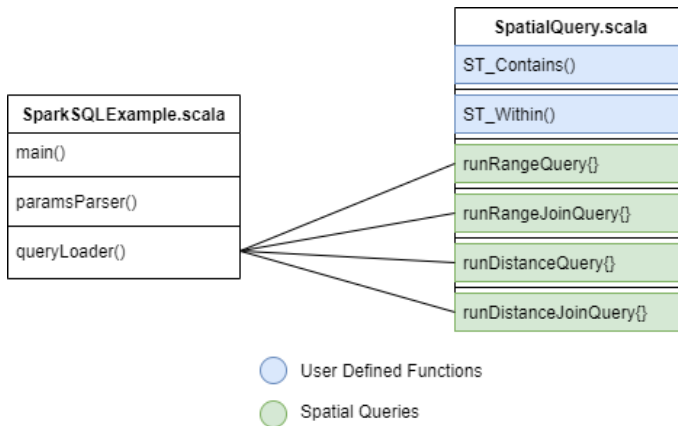 SparkSQLExample.scala
main()
paramsParser()
queryLoader()
SpatialQuery.scala
ST_Contains()
ST_Within()
runRangeQuery{}
runRangeJoinQuery{}
runDistanceQuery{}
runDistanceJoinQuery{}
User Defined Functions
Spatial Queries